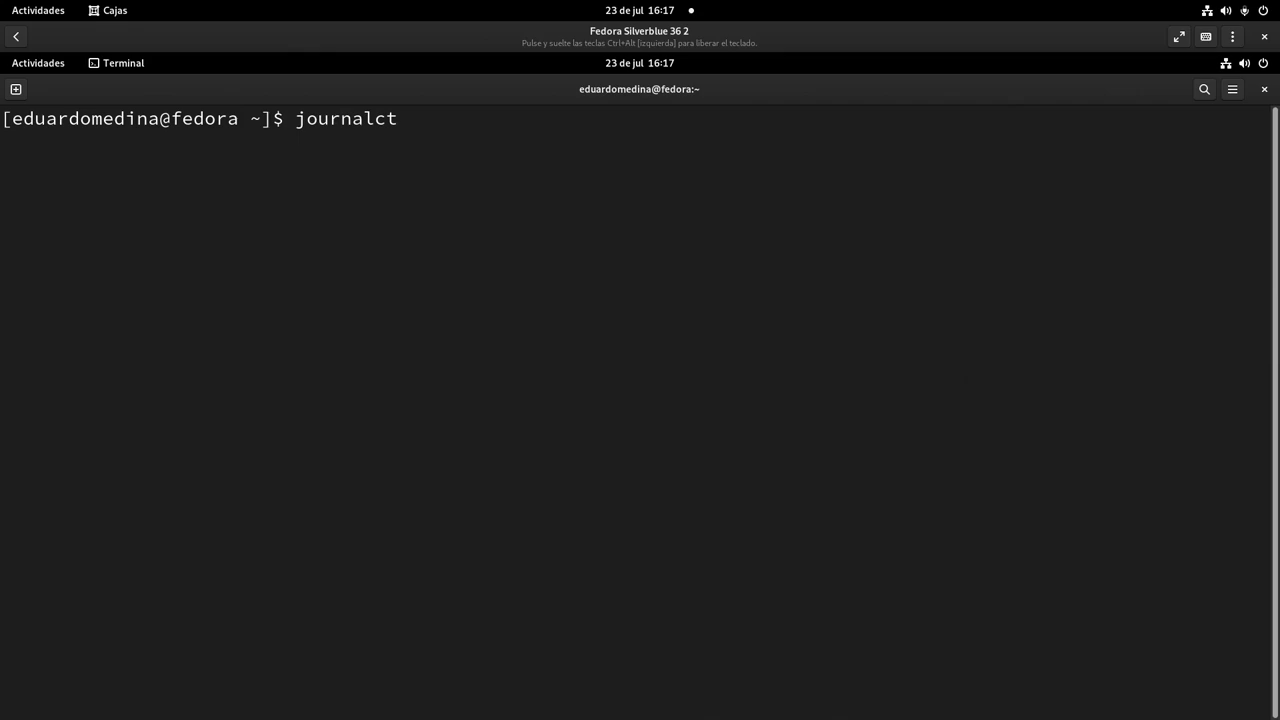 Actividades Cajas 23 de jul 16:17
Fedora Silverblue 36 2
Pulse y suelte las teclas Ctrl+Alt [izquierda] para liberar el teclado.
Actividades Terminal 23 de jul 16:17
eduardomedina@fedora:~
[eduardomedina@fedora ~]$ journalct